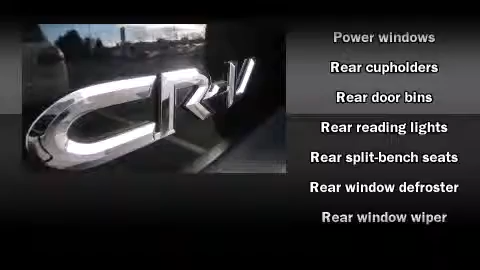 CR-V
Power windows
Rear cupholders
Rear door bins
Rear reading lights
Rear split-bench seats
Rear window defroster
Rear window wiper